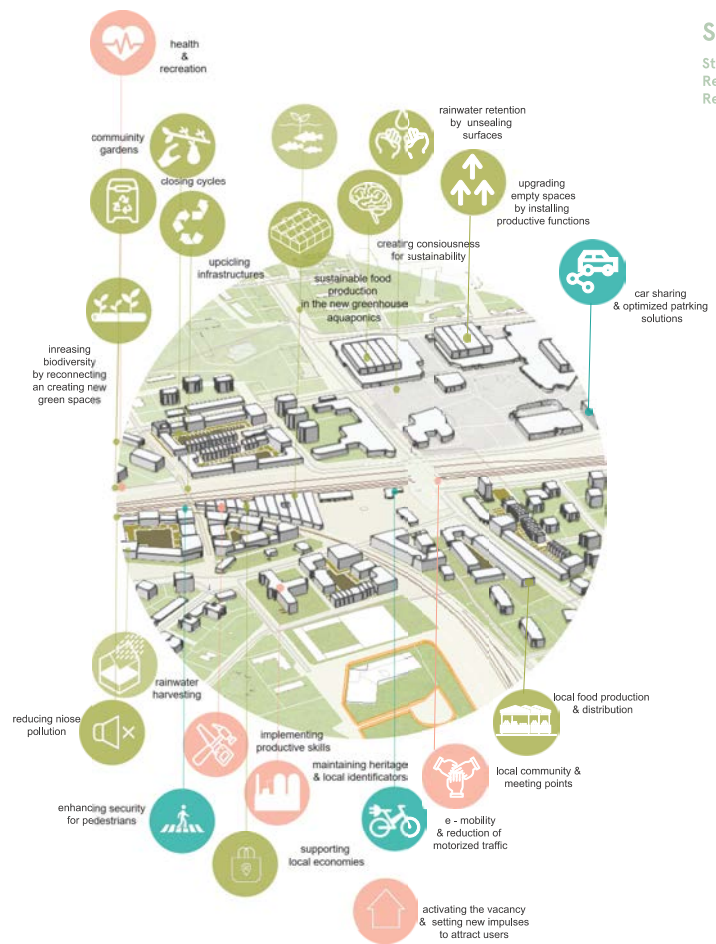 S
St
Re
Re
health
&
recreation
commuinity
gardens
closing cycles
upcicling
infrastructures
rainwater retention
by unsealing
surfaces
upgrading
empty spaces
by installing
productive functions
creating consiousness
for sustainability
sustainable food
production
in the new greenhouse
aquaponics
car sharing
& optimized patrking
solutions
inreasing
biodiversity
by reconnecting
an creating new
green spaces
rainwater
harvesting
reducing niose
pollution
implementing
productive skills
local food production
& distribution
maintaining heritage
& local identificators
local community &
meeting points
enhancing security
for pedestrians
e - mobility
& reduction of
motorized traffic
supporting
local economies
activating the vacancy
& setting new impulses
to attract users